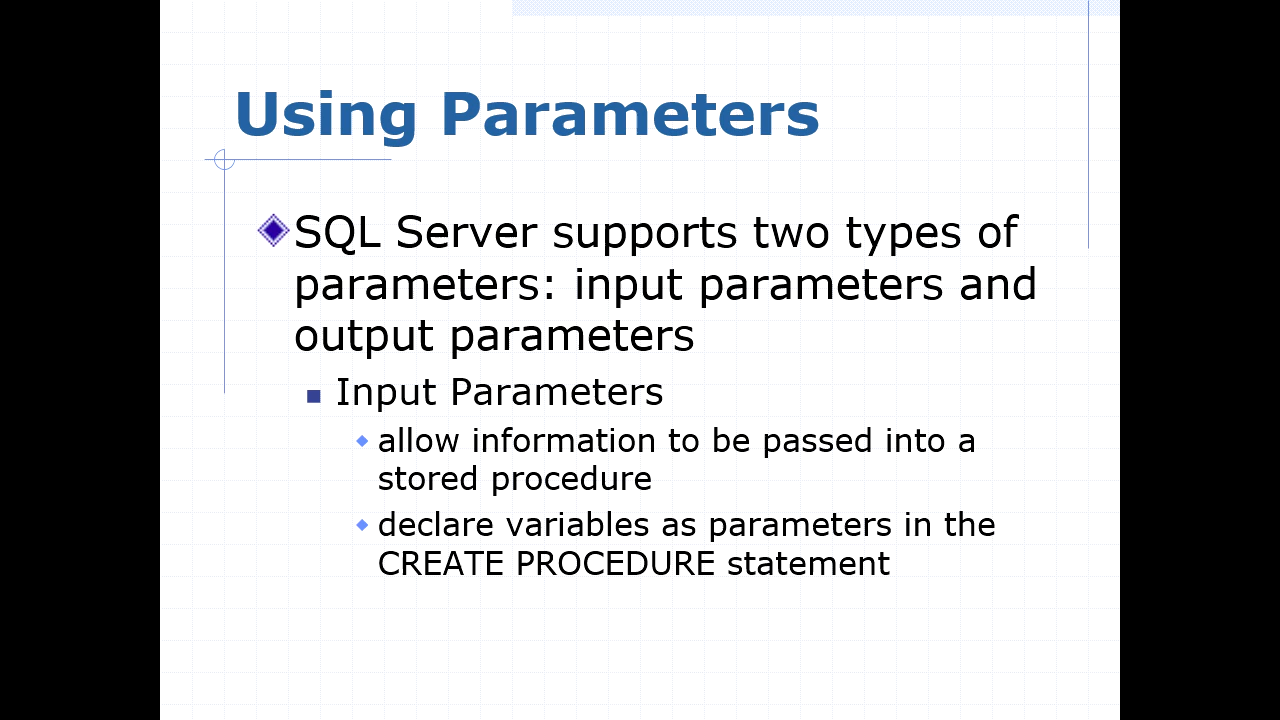 Using Parameters
SQL Server supports two types of
parameters: input parameters and
output parameters
Input Parameters
allow information to be passed into a
stored procedure
declare variables as parameters in the
CREATE PROCEDURE statement